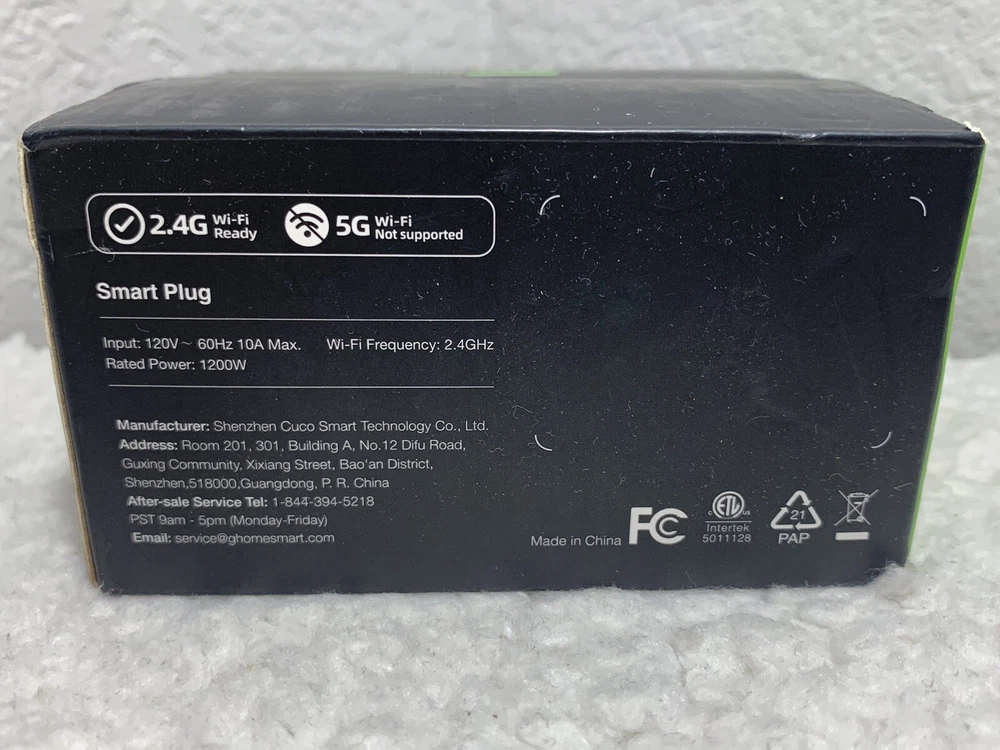 2.4G Wi-Fi Ready 5G Wi-Fi Not supported
Smart Plug
Input: 120V~ 60Hz 10A Max. Wi-Fi Frequency: 2.4GHz
Rated Power: 1200W
Manufacturer: Shenzhen Cuco Smart Technology Co., Ltd.
Address: Room 201, 301, Building A, No.12 Difu Road,
Guxing Community, Xixiang Street, Bao'an District,
Shenzhen,518000,Guangdong, P. R. China
After-sale Service Tel: 1-844-394-5218
PST 9am - 5pm (Monday-Friday)
Email: service@ghomesmart.com
Made in China FC
c ETL us
Intertek
5011128
21
PAP